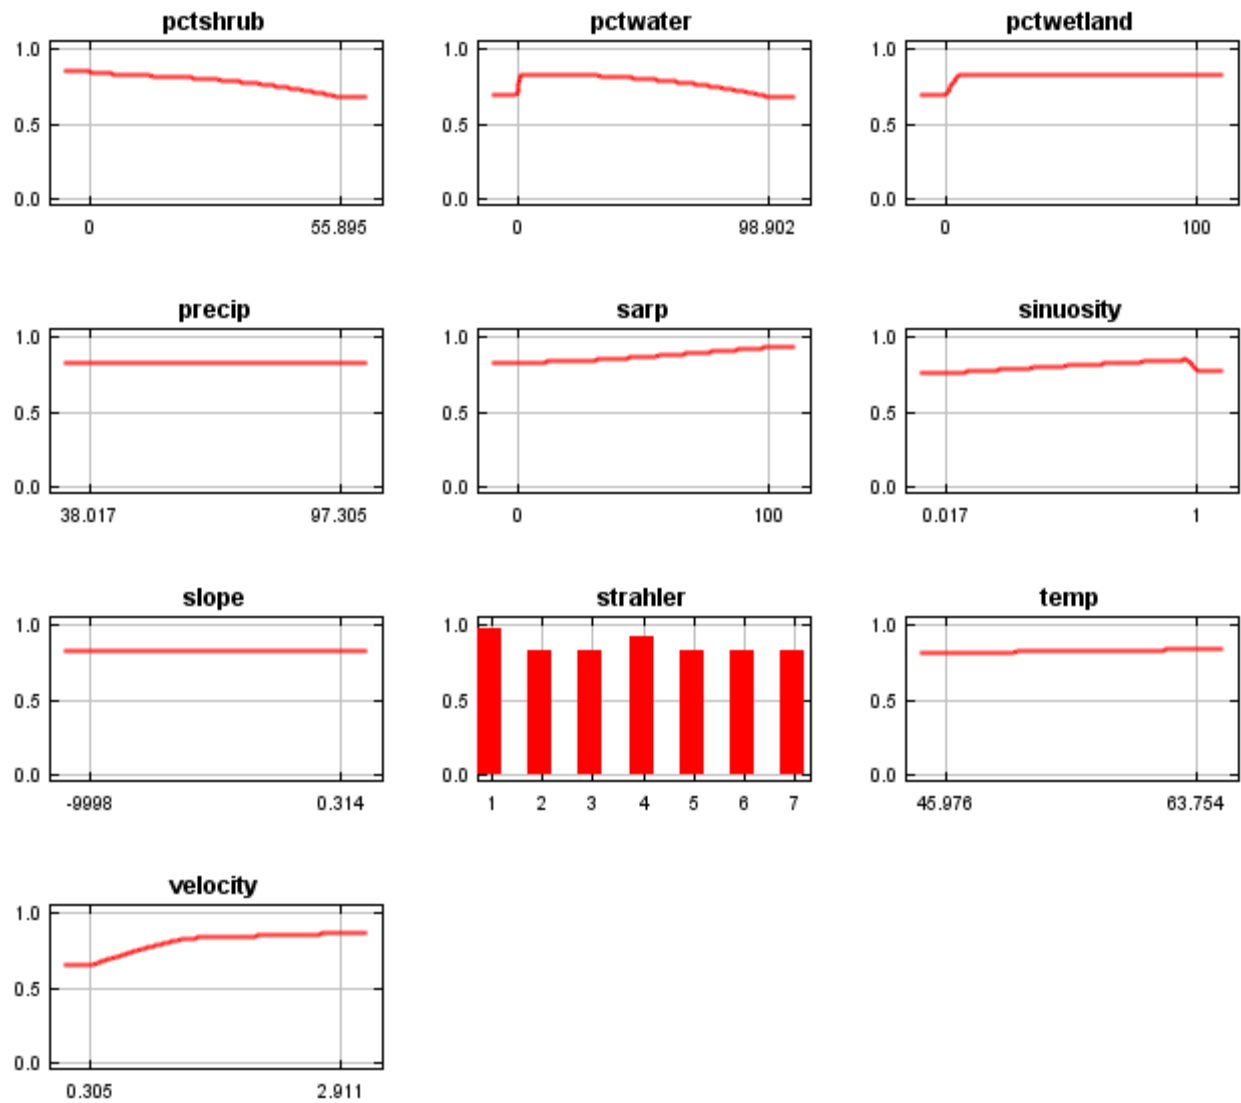 pctshrub pctwater pctwetland
1.0 1.0 1.0
0.5 0.5 0.5
0.0 0.0 0.0
0 55.895 0 98.902 0 100
precip sarp sinuosity
1.0 1.0 1.0
0.5 0.5 0.5
0.0 0.0 0.0
38.017 97.305 0 100 0.017 1
slope strahler temp
1.0 1.0 1.0
0.5 0.5 0.5
0.0 0.0 0.0
-9998 0.314 1 2 3 4 5 6 7 45.976 63.754
velocity
1.0
0.5
0.0
0.305 2.911